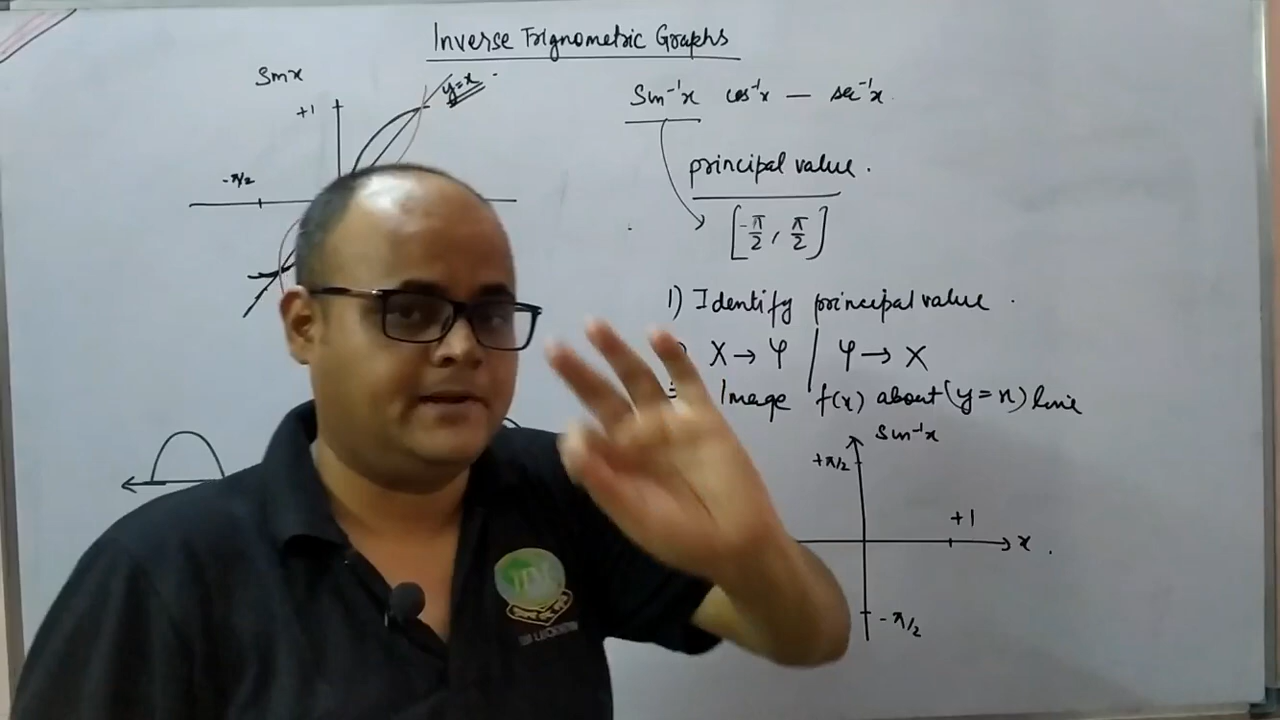 Inverse Trignometric Graphs
Sinx
y=x
+1
-π/2
Sin⁻¹x cos⁻¹x — sec⁻¹x
principal value.
[-π/2, π/2]
1) Identify principal value.
X→Y / Y→X
Image f(x) about (y=x) line
Sin⁻¹x
+π/2
+1
x
-π/2